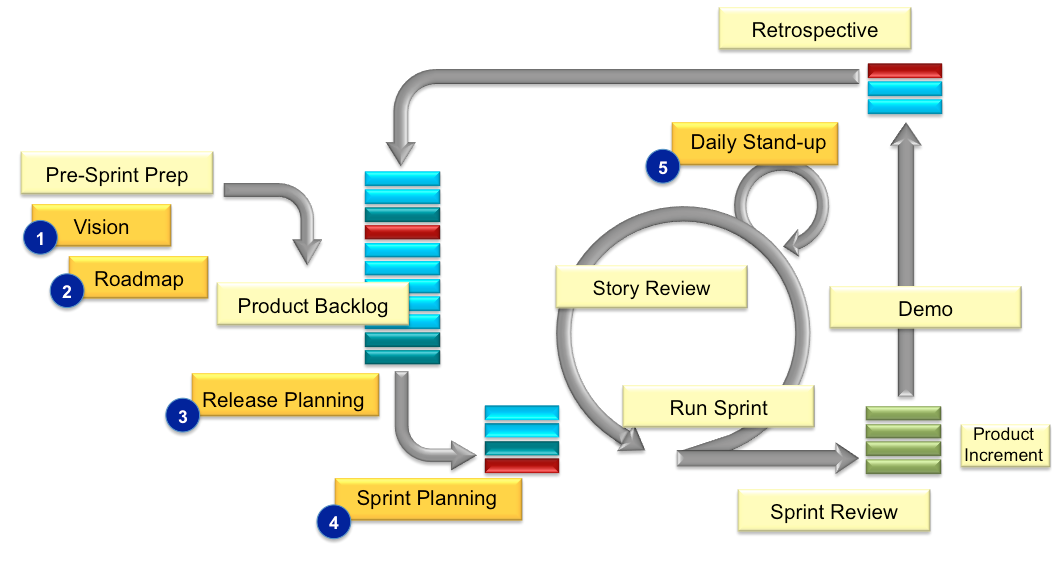 Retrospective
Daily Stand-up
5
Pre-Sprint Prep
Vision
1
Roadmap
2
Story Review
Product Backlog
Demo
Release Planning
3
Run Sprint
Product
Increment
Sprint Planning
4
Sprint Review